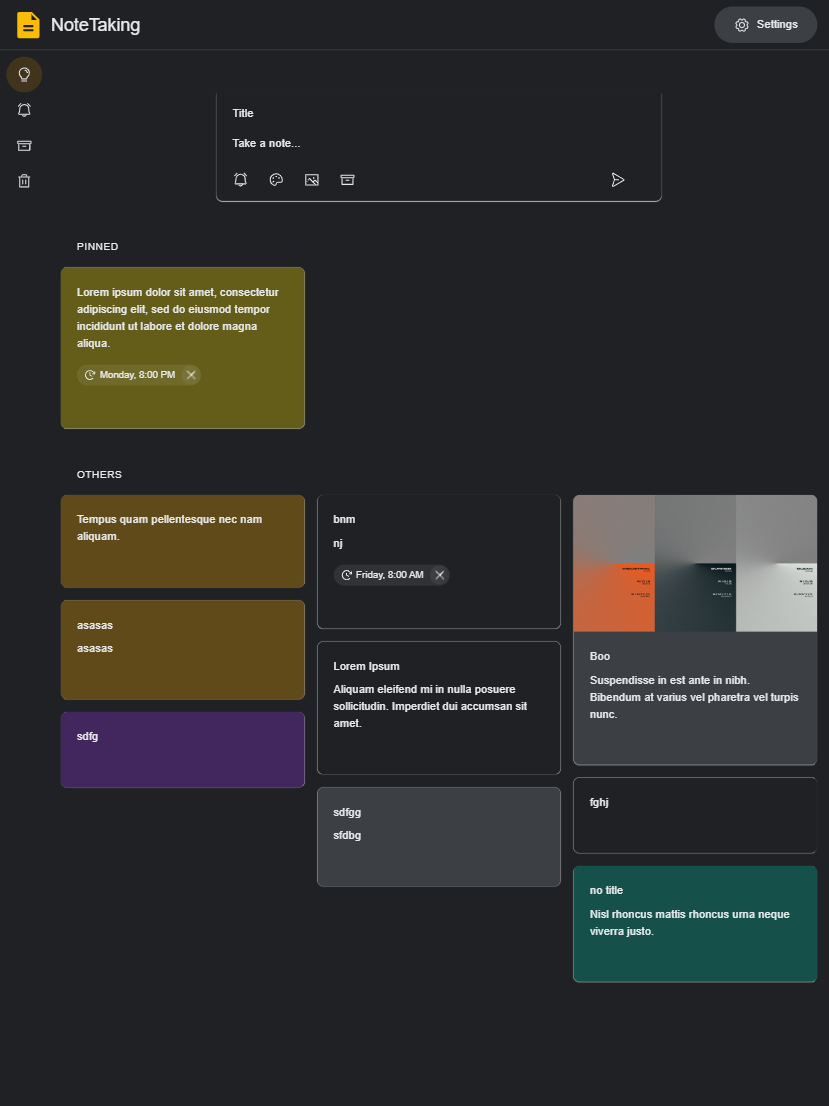 NoteTaking
Settings
Title
Take a note...
PINNED
Lorem ipsum dolor sit amet, consectetur
adipiscing elit, sed do eiusmod tempor
incididunt ut labore et dolore magna
aliqua.
Monday, 8:00 PM
OTHERS
Tempus quam pellentesque nec nam
aliquam.
asasas
asasas
sdfg
bnm
nj
Friday, 8:00 AM
Lorem Ipsum
Aliquam eleifend mi in nulla posuere
sollicitudin. Imperdiet dui accumsan sit
amet.
sdfgg
sfdbg
Boo
Suspendisse in est ante in nibh.
Bibendum at varius vel pharetra vel turpis
nunc.
fghj
no title
Nisl rhoncus mattis rhoncus urna neque
viverra justo.